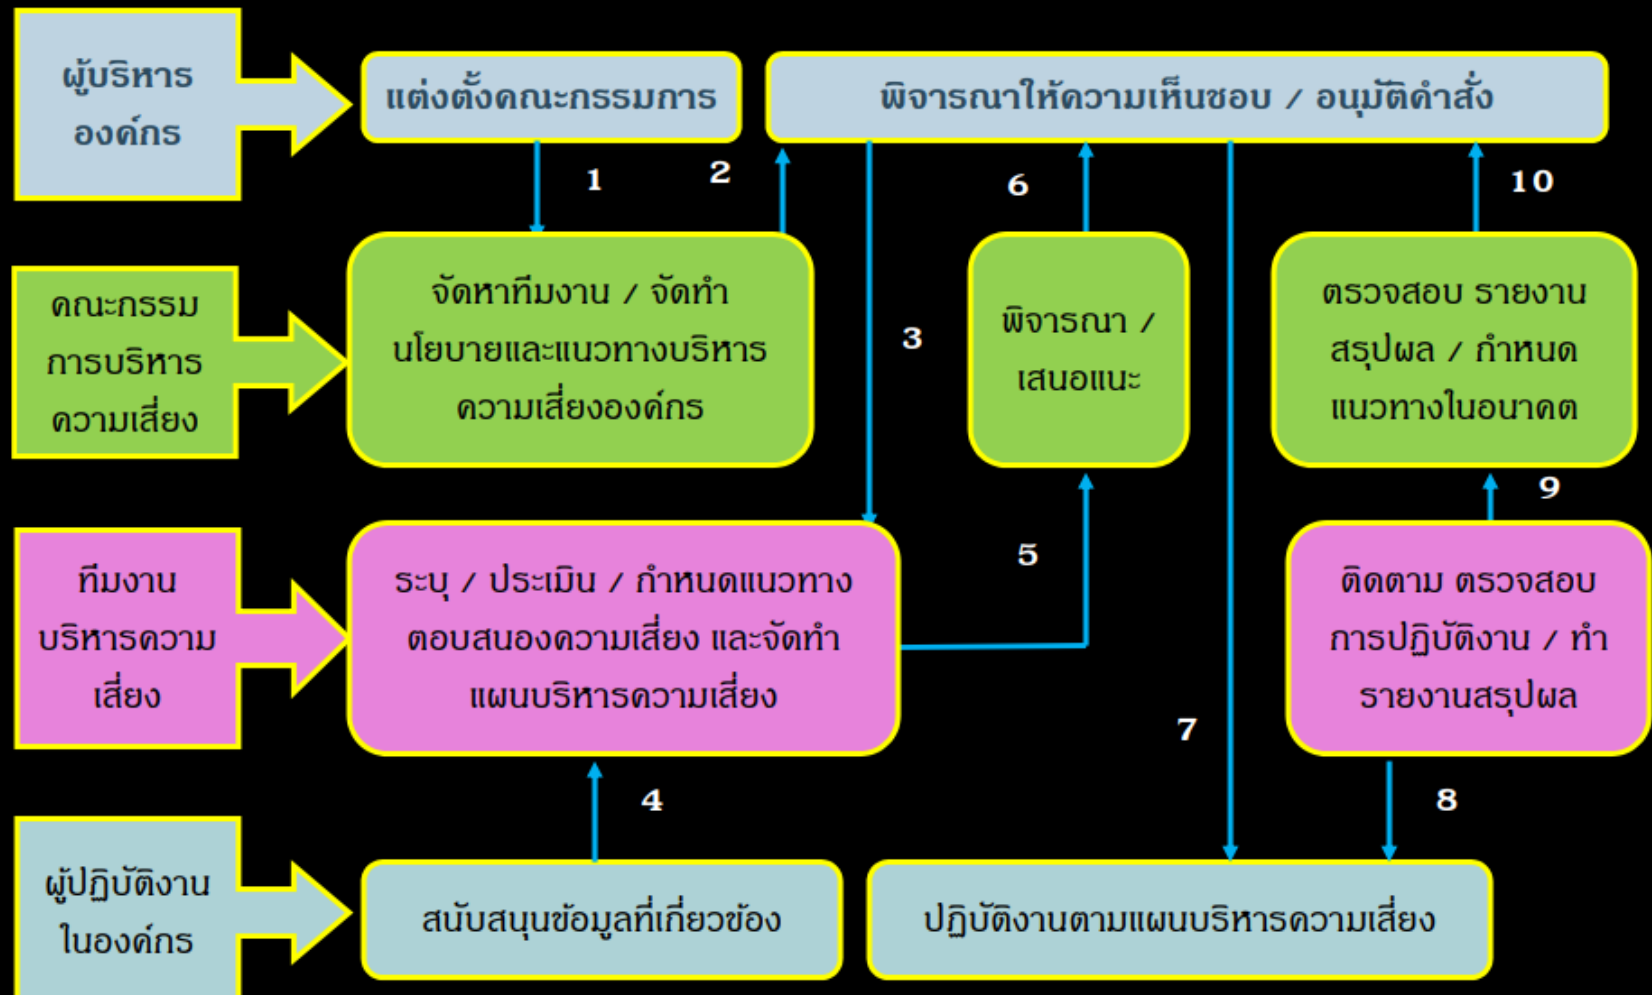 ผู้บริหาร
องค์กร
แต่งตั้งคณะกรรมการ
พิจารณาให้ความเห็นชอบ / อนุมัติคำสั่ง
1
2
6
10
คณะกรรม
การบริหาร
ความเสี่ยง
จัดหาทีมงาน / จัดทำ
นโยบายและแนวทางบริหาร
ความเสี่ยงองค์กร
3
พิจารณา /
เสนอแนะ
ตรวจสอบ รายงาน
สรุปผล / กำหนด
แนวทางในอนาคต
9
ทีมงาน
บริหารความ
เสี่ยง
ระบุ / ประเมิน / กำหนดแนวทาง
ตอบสนองความเสี่ยง และจัดทำ
แผนบริหารความเสี่ยง
5
ติดตาม ตรวจสอบ
การปฏิบัติงาน / ทำ
รายงานสรุปผล
7
4
8
ผู้ปฏิบัติงาน
ในองค์กร
สนับสนุนข้อมูลที่เกี่ยวข้อง
ปฏิบัติงานตามแผนบริหารความเสี่ยง